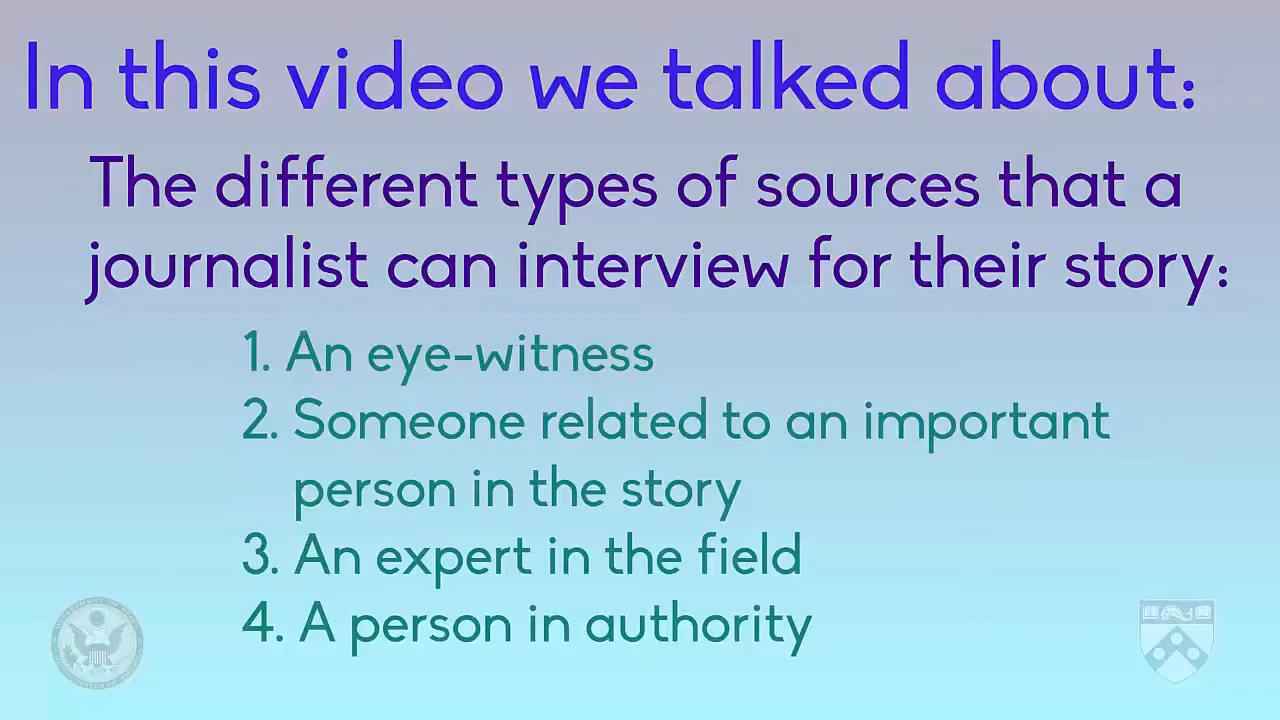 In this video we talked about:
The different types of sources that a
journalist can interview for their story:
1. An eye-witness
2. Someone related to an important
person in the story
3. An expert in the field
4. A person in authority